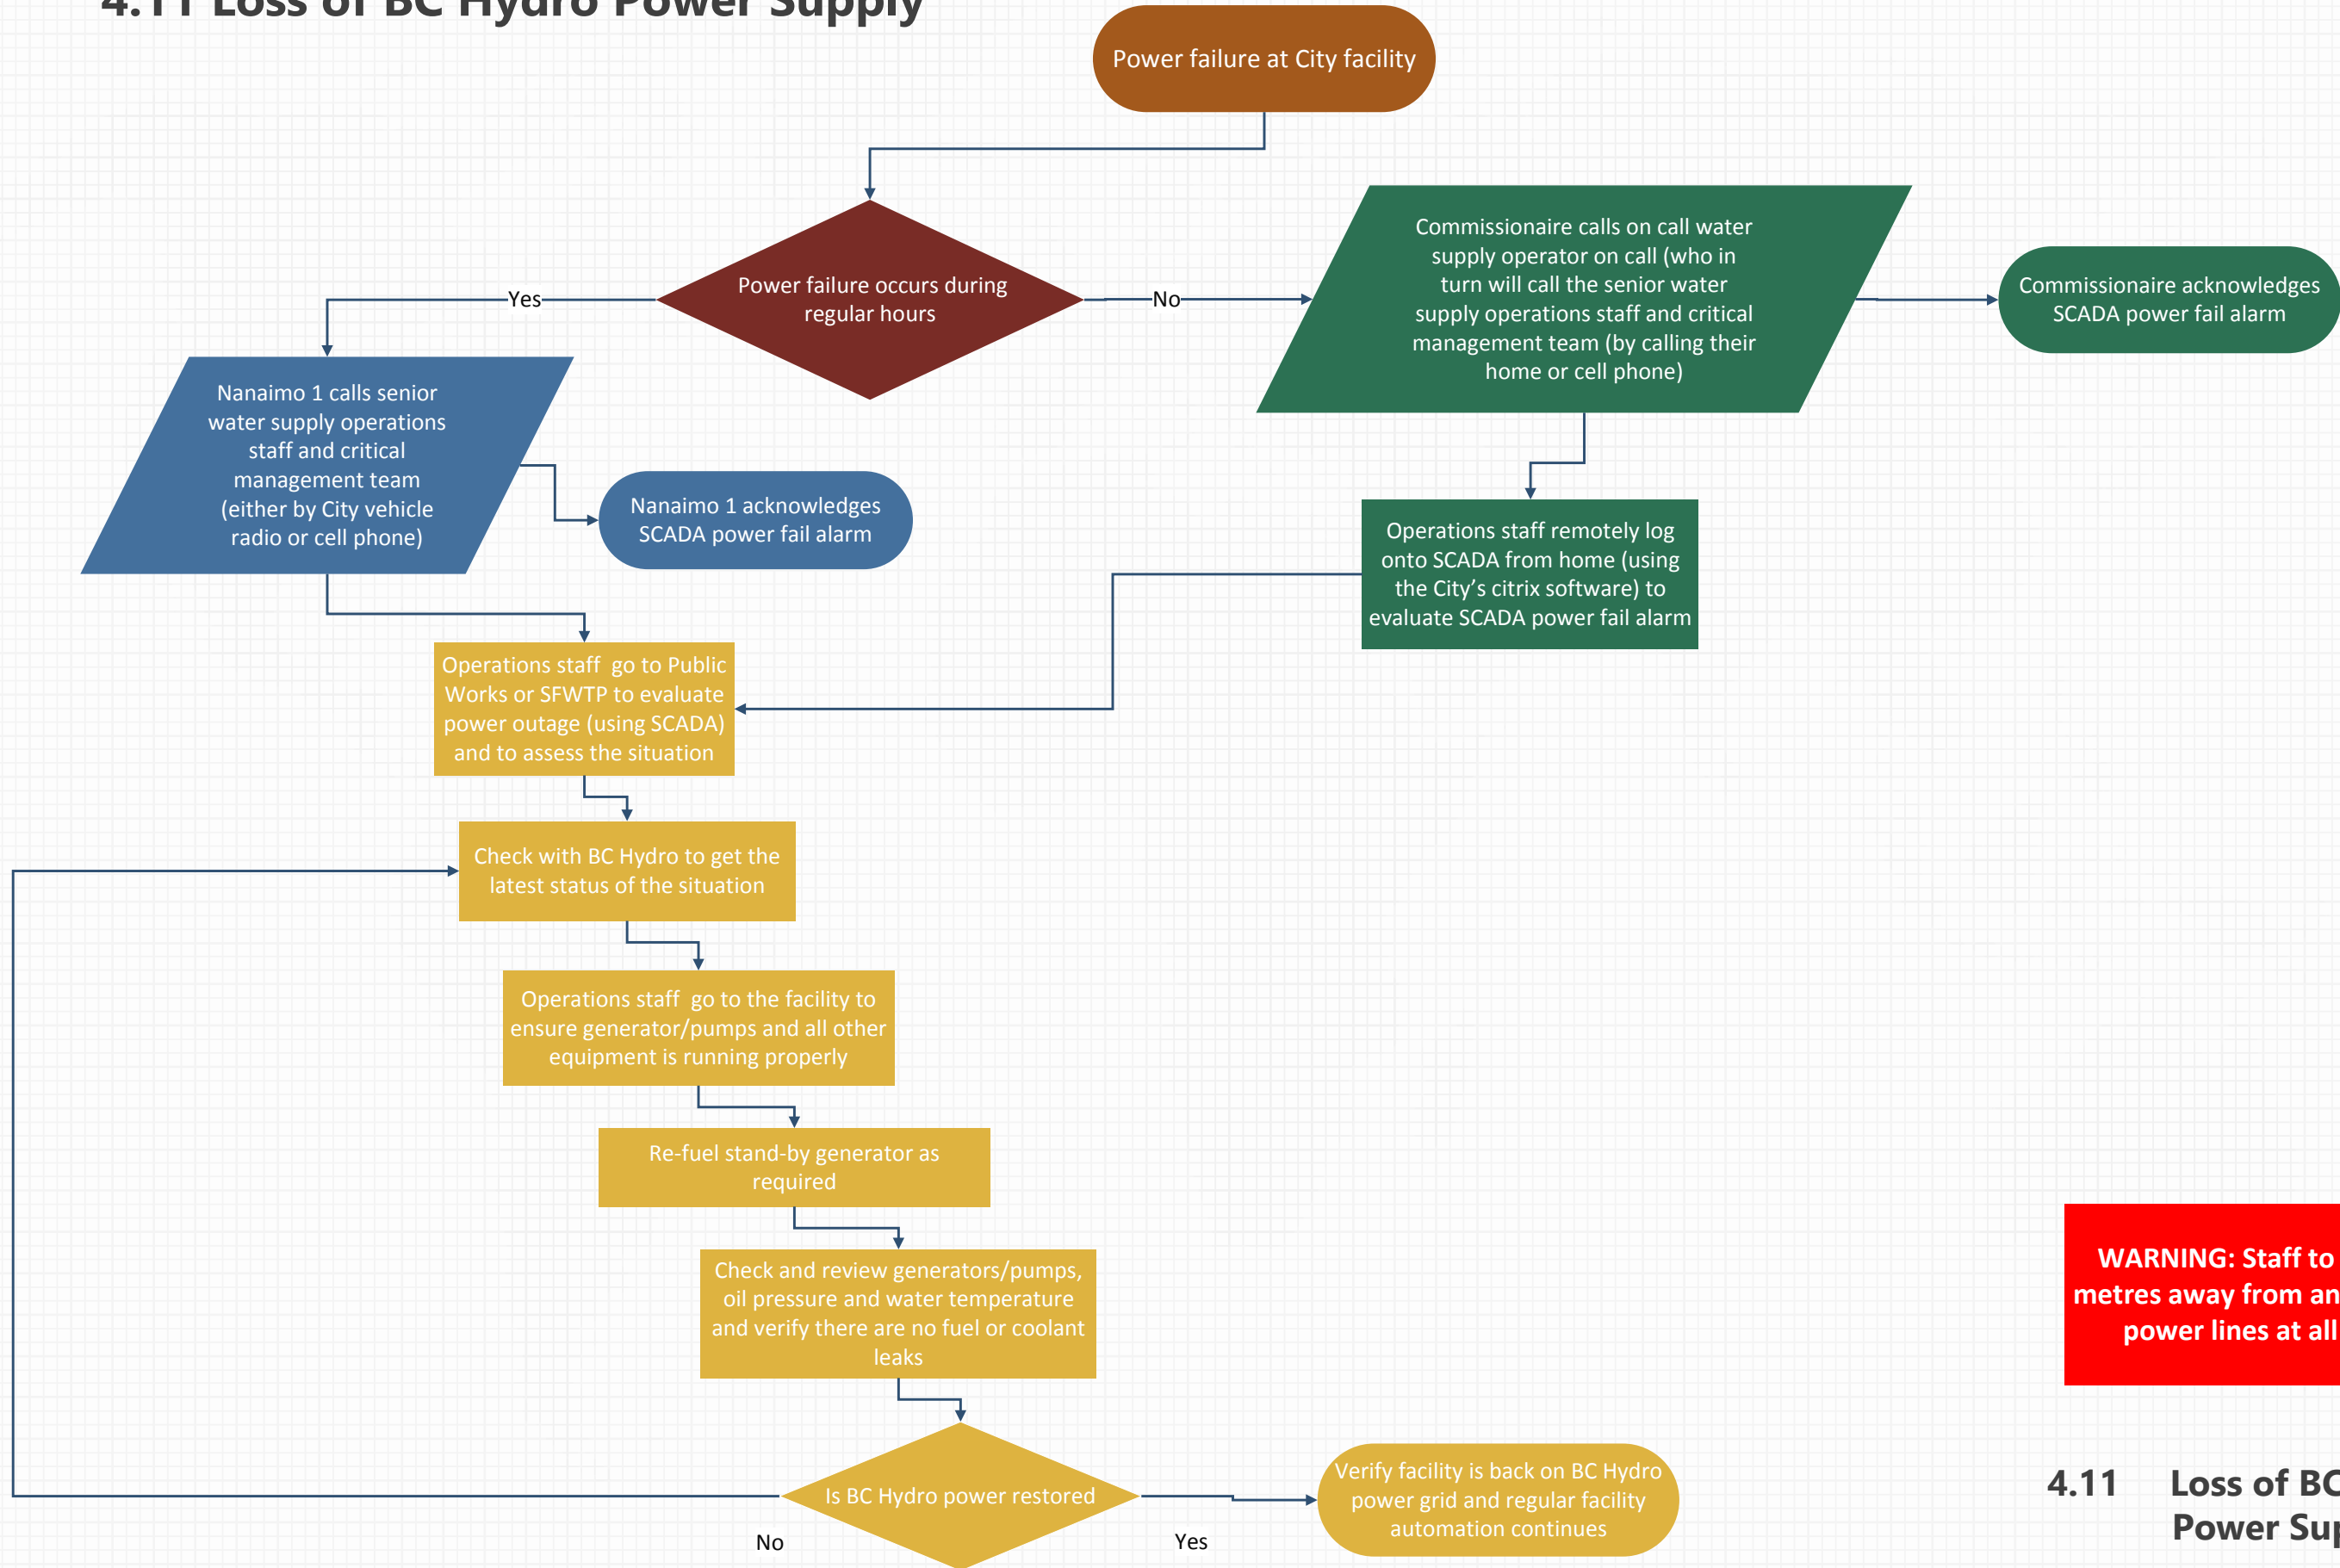 4.11 Loss of BC Hydro Power Supply
Power failure at City facility
Power failure occurs during
regular hours
Yes
No
Commissionaire calls on call water
supply operator on call (who in
turn will call the senior water
supply operations staff and critical
management team (by calling their
home or cell phone)
Commissionaire acknowledges
SCADA power fail alarm
Nanaimo 1 calls senior
water supply operations
staff and critical
management team
(either by City vehicle
radio or cell phone)
Nanaimo 1 acknowledges
SCADA power fail alarm
Operations staff remotely log
onto SCADA from home (using
the City’s citrix software) to
evaluate SCADA power fail alarm
Operations staff  go to Public
Works or SFWTP to evaluate
power outage (using SCADA)
and to assess the situation
Check with BC Hydro to get the
latest status of the situation
Operations staff  go to the facility to
ensure generator/pumps and all other
equipment is running properly
Re-fuel stand-by generator as
required
Check and review generators/pumps,
oil pressure and water temperature
and verify there are no fuel or coolant
leaks
Is BC Hydro power restored
No
Yes
Verify facility is back on BC Hydro
power grid and regular facility
automation continues
WARNING: Staff to
metres away from an
power lines at all
4.11 Loss of BC
Power Sup